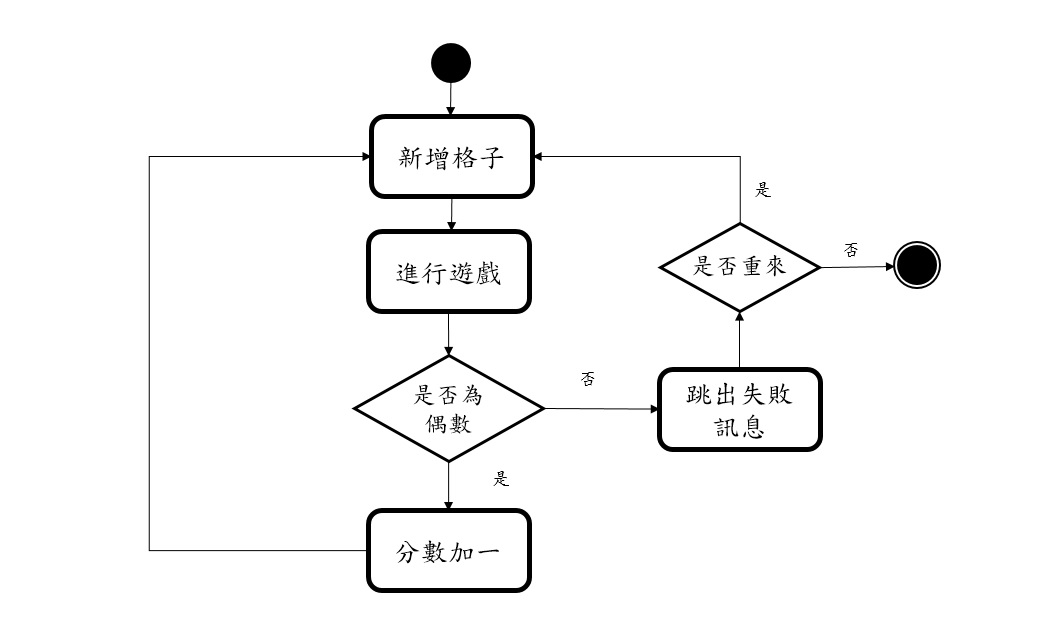 新增格子
是
否
進行遊戲
是否重來
否
是否為
偶數
跳出失敗
訊息
是
分數加一